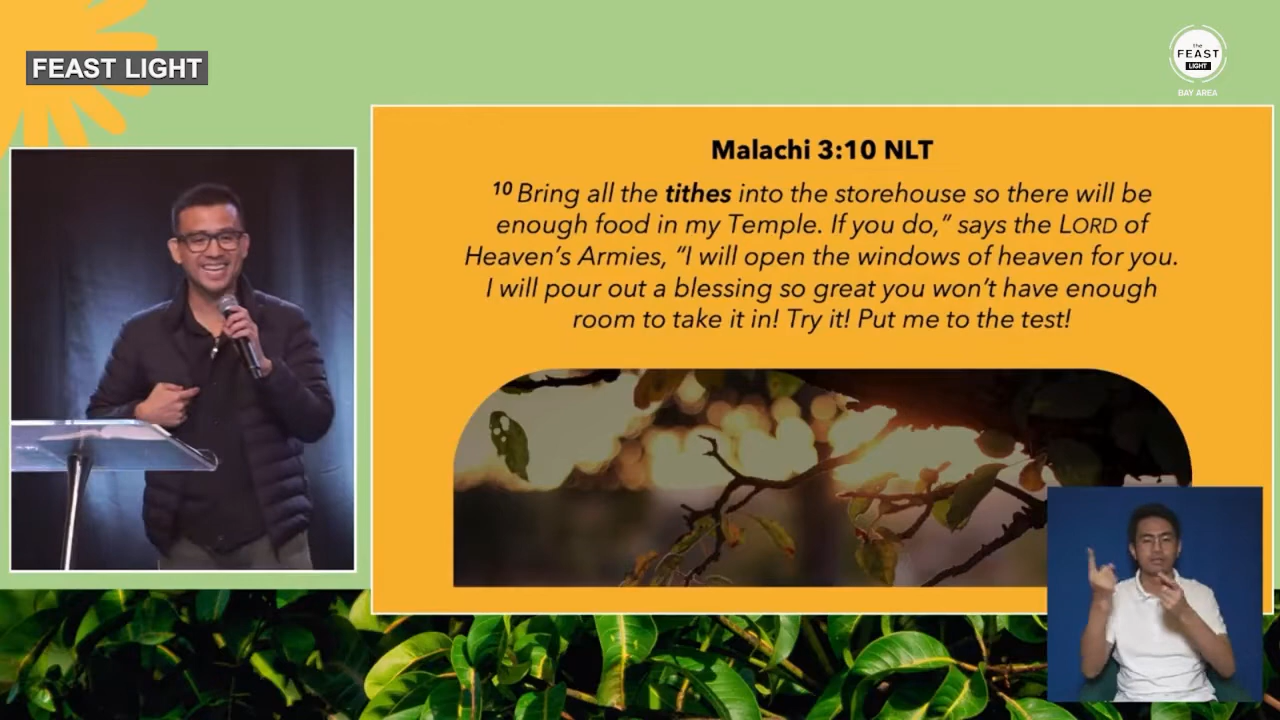 FEAST LIGHT
the
FEAST
LIGHT
BAY AREA
Malachi 3:10 NLT
10 Bring all the tithes into the storehouse so there will be
enough food in my Temple. If you do,” says the LORD of
Heaven’s Armies, “I will open the windows of heaven for you.
I will pour out a blessing so great you won’t have enough
room to take it in! Try it! Put me to the test!